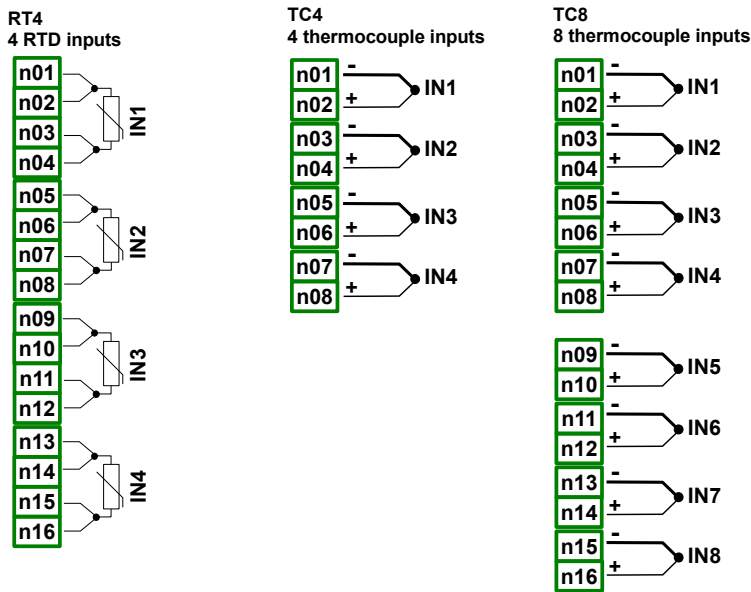 RT4
4 RTD inputs
n01
n02
n03
n04
IN1
n05
n06
n07
n08
IN2
n09
n10
n11
n12
IN3
n13
n14
n15
n16
IN4
TC4
4 thermocouple inputs
n01 -
n02 +
IN1
n03 -
n04 +
IN2
n05 -
n06 +
IN3
n07 -
n08 +
IN4
TC8
8 thermocouple inputs
n01 -
n02 +
IN1
n03 -
n04 +
IN2
n05 -
n06 +
IN3
n07 -
n08 +
IN4
n09 -
n10 +
IN5
n11 -
n12 +
IN6
n13 -
n14 +
IN7
n15 -
n16 +
IN8